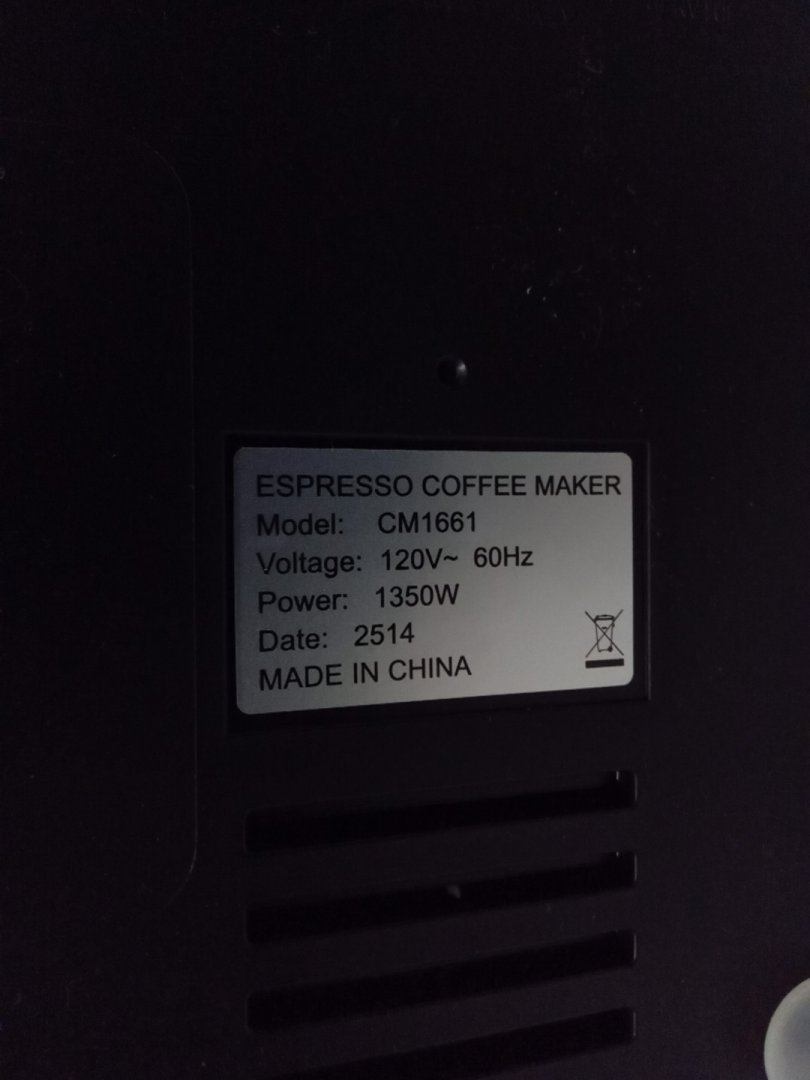 ESPRESSO COFFEE MAKER
Model: CM1661
Voltage: 120V~ 60Hz
Power: 1350W
Date: 2514
MADE IN CHINA